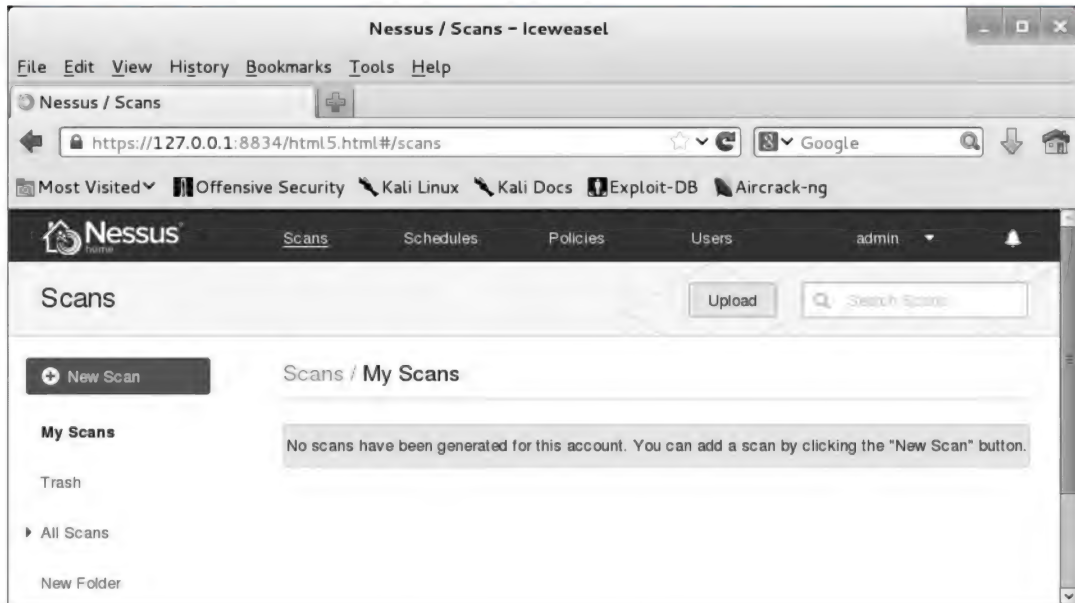 Nessus / Scans - Iceweasel
File Edit View History Bookmarks Tools Help
Nessus / Scans
https://127.0.0.1:8834/html5.html#/scans
Google
Most Visited Offensive Security Kali Linux Kali Docs Exploit-DB Aircrack-ng
Nessus
home
Scans Schedules Policies Users admin
Scans
Upload
Search Scans
New Scan
Scans / My Scans
My Scans
No scans have been generated for this account. You can add a scan by clicking the "New Scan" button.
Trash
All Scans
New Folder